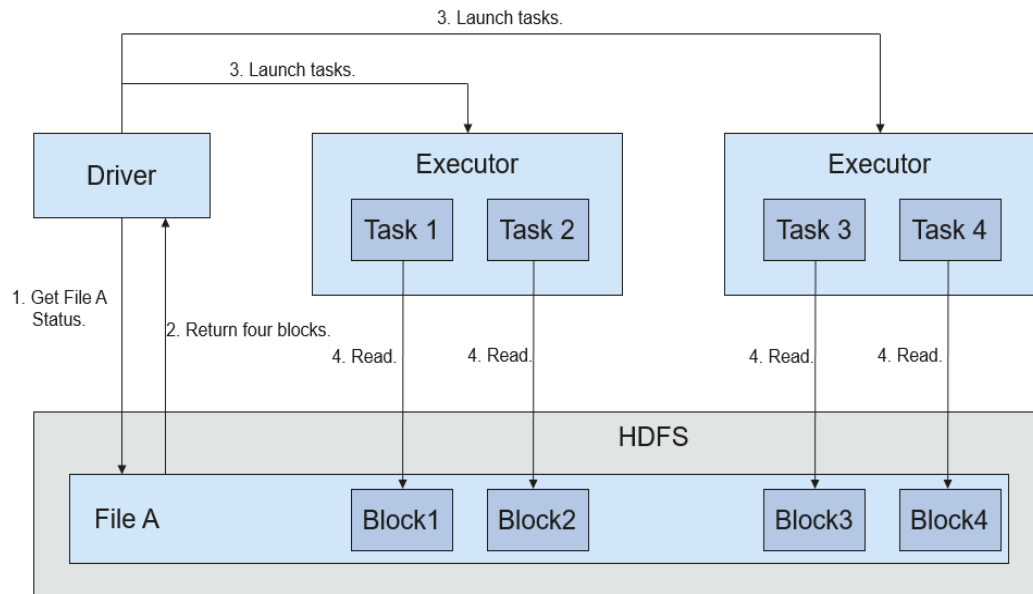 3. Launch tasks.
3. Launch tasks.
Driver
Executor
Executor
Task 1
Task 2
Task 3
Task 4
1. Get File A
Status.
2. Return four blocks.
4. Read.
4. Read.
4. Read.
4. Read.
HDFS
File A
Block1
Block2
Block3
Block4